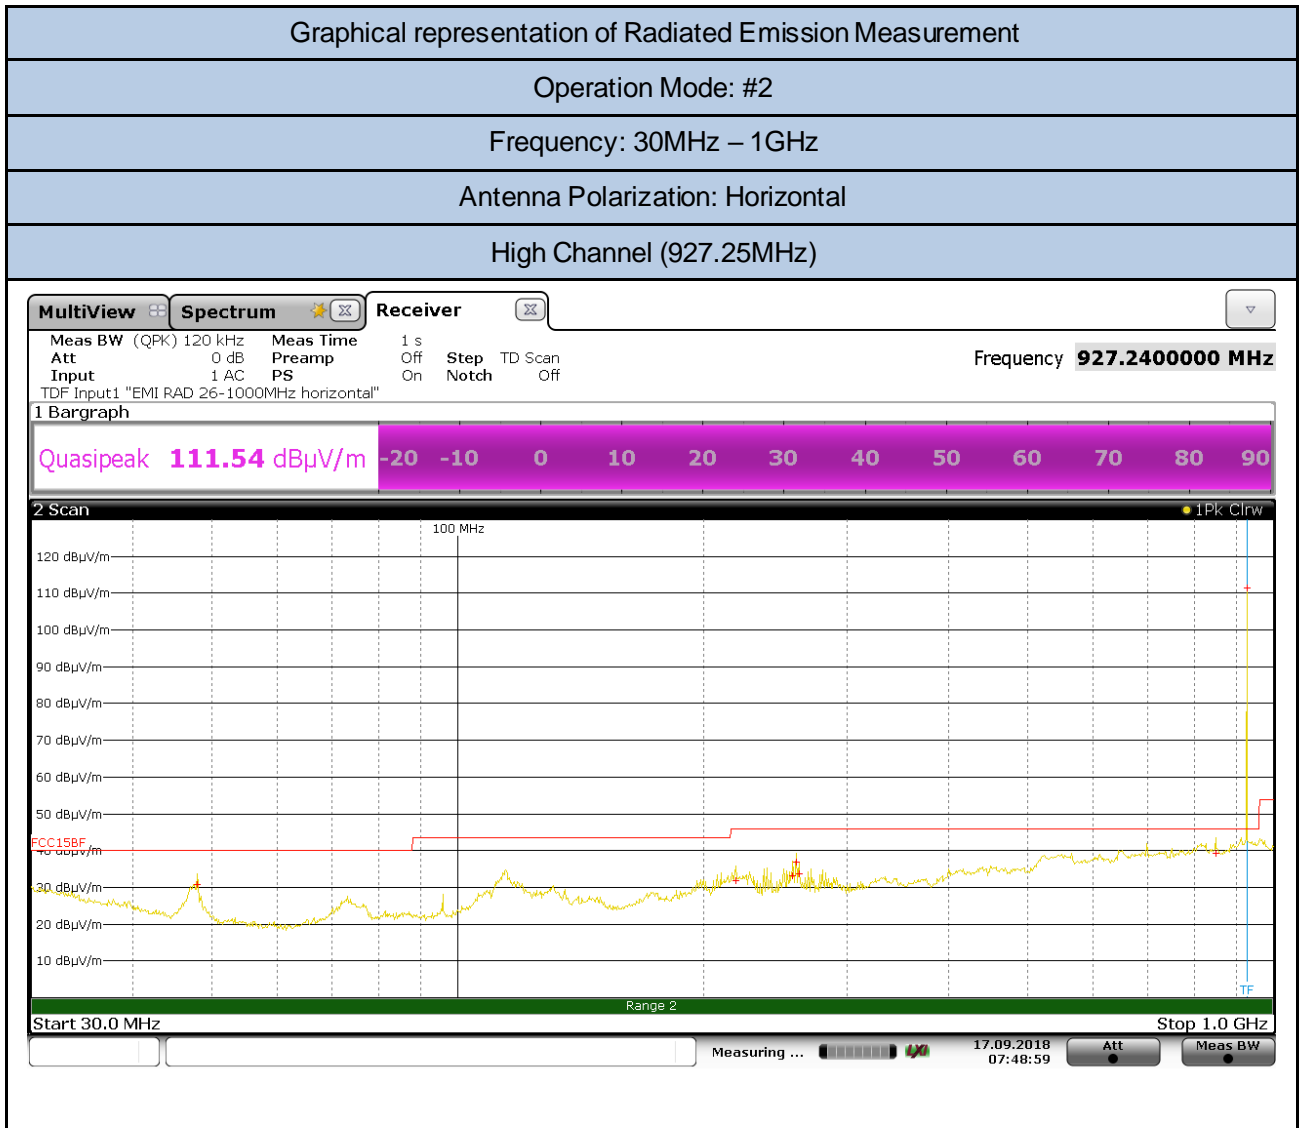 Graphical representation of Radiated Emission Measurement
Operation Mode: #2
Frequency: 30MHz – 1GHz
Antenna Polarization: Horizontal
High Channel (927.25MHz)
MultiView Spectrum Receiver
Meas BW (QPK) 120 kHz Meas Time 1 s
Att 0 dB Preamp Off Step TD Scan
Input 1 AC PS On Notch Off
TDF Input1 "EMI RAD 26-1000MHz horizontal"
Frequency 927.2400000 MHz
1 Bargraph
Quasipeak 111.54 dBµV/m -20 -10 0 10 20 30 40 50 60 70 80 90
2 Scan 1Pk Clrw
100 MHz
120 dBµV/m
110 dBµV/m
100 dBµV/m
90 dBµV/m
80 dBµV/m
70 dBµV/m
60 dBµV/m
50 dBµV/m
FCC15BF
40 dBµV/m
30 dBµV/m
20 dBµV/m
10 dBµV/m
TF
Range 2
Start 30.0 MHz Stop 1.0 GHz
Measuring ... LXI 17.09.2018 Att Meas BW
07:48:59